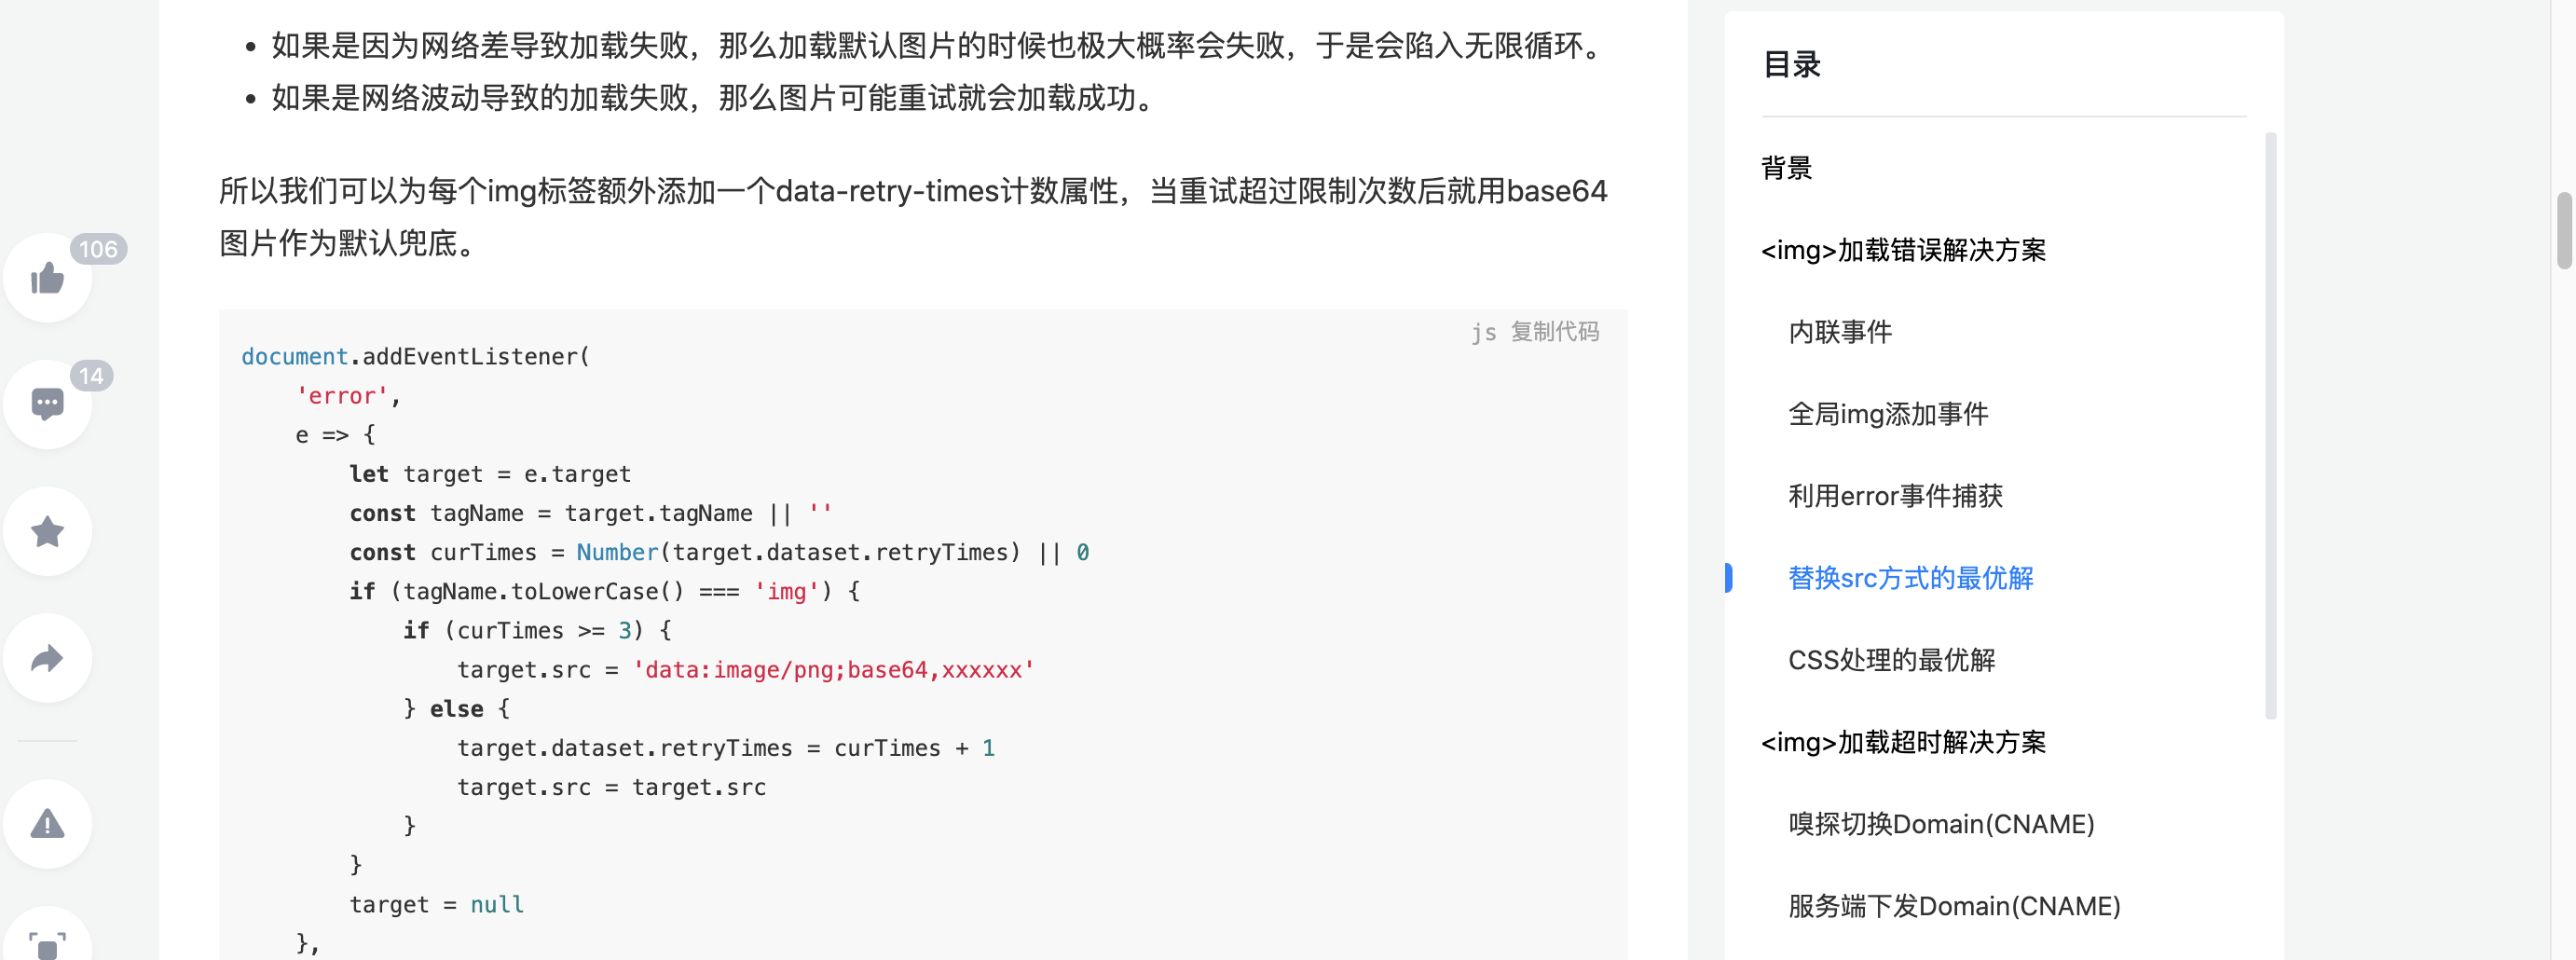 如果是因为网络差导致加载失败，那么加载默认图片的时候也极大概率会失败，于是会陷入无限循环。
如果是网络波动导致的加载失败，那么图片可能重试就会加载成功。
所以我们可以为每个img标签额外添加一个data-retry-times计数属性，当重试超过限制次数后就用base64
图片作为默认兜底。
106
14
js 复制代码
document.addEventListener(
    'error',
    e => {
        let target = e.target
        const tagName = target.tagName || ''
        const curTimes = Number(target.dataset.retryTimes) || 0
        if (tagName.toLowerCase() === 'img') {
            if (curTimes >= 3) {
                target.src = 'data:image/png;base64,xxxxxx'
            } else {
                target.dataset.retryTimes = curTimes + 1
                target.src = target.src
            }
        }
        target = null
    },
目录
背景
<img>加载错误解决方案
内联事件
全局img添加事件
利用error事件捕获
替换src方式的最优解
CSS处理的最优解
<img>加载超时解决方案
嗅探切换Domain(CNAME)
服务端下发Domain(CNAME)